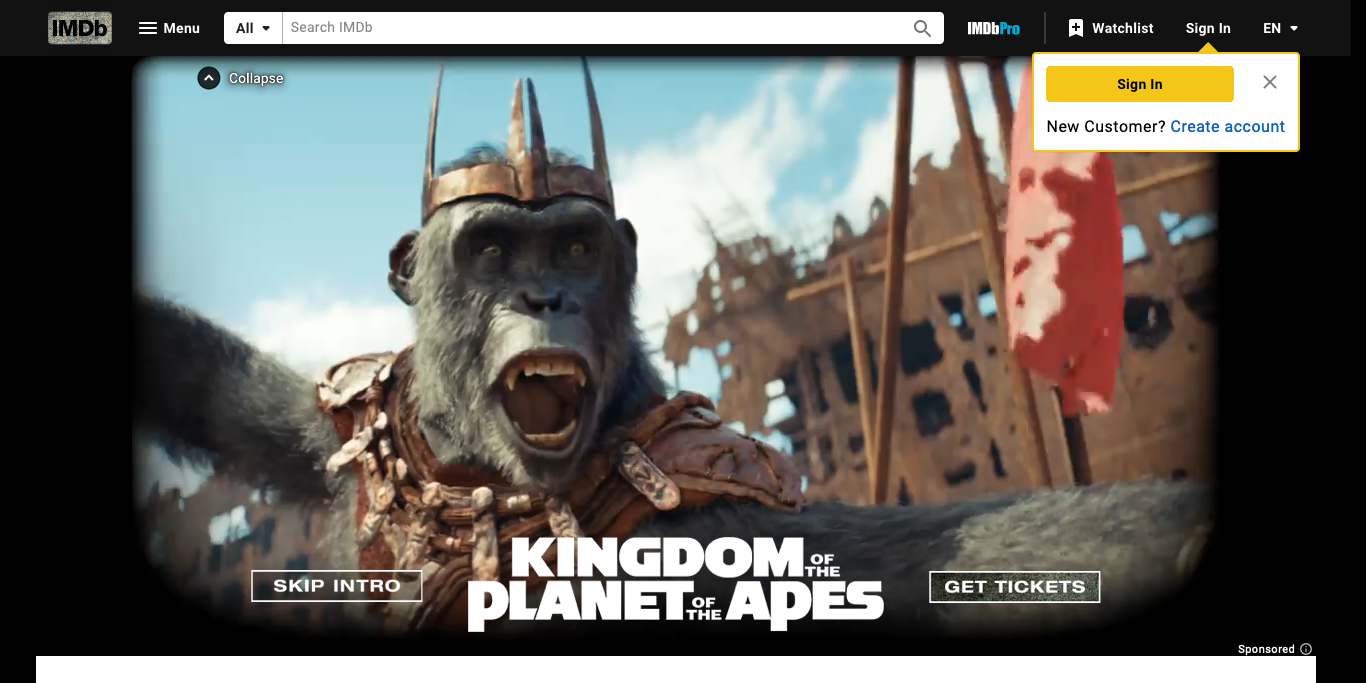 IMDb
Menu
All
Search IMDb
IMDbPro
Watchlist
Sign In
EN
Collapse
Sign In
New Customer? Create account
SKIP INTRO
KINGDOM OF THE
PLANET OF THE APES
GET TICKETS
Sponsored